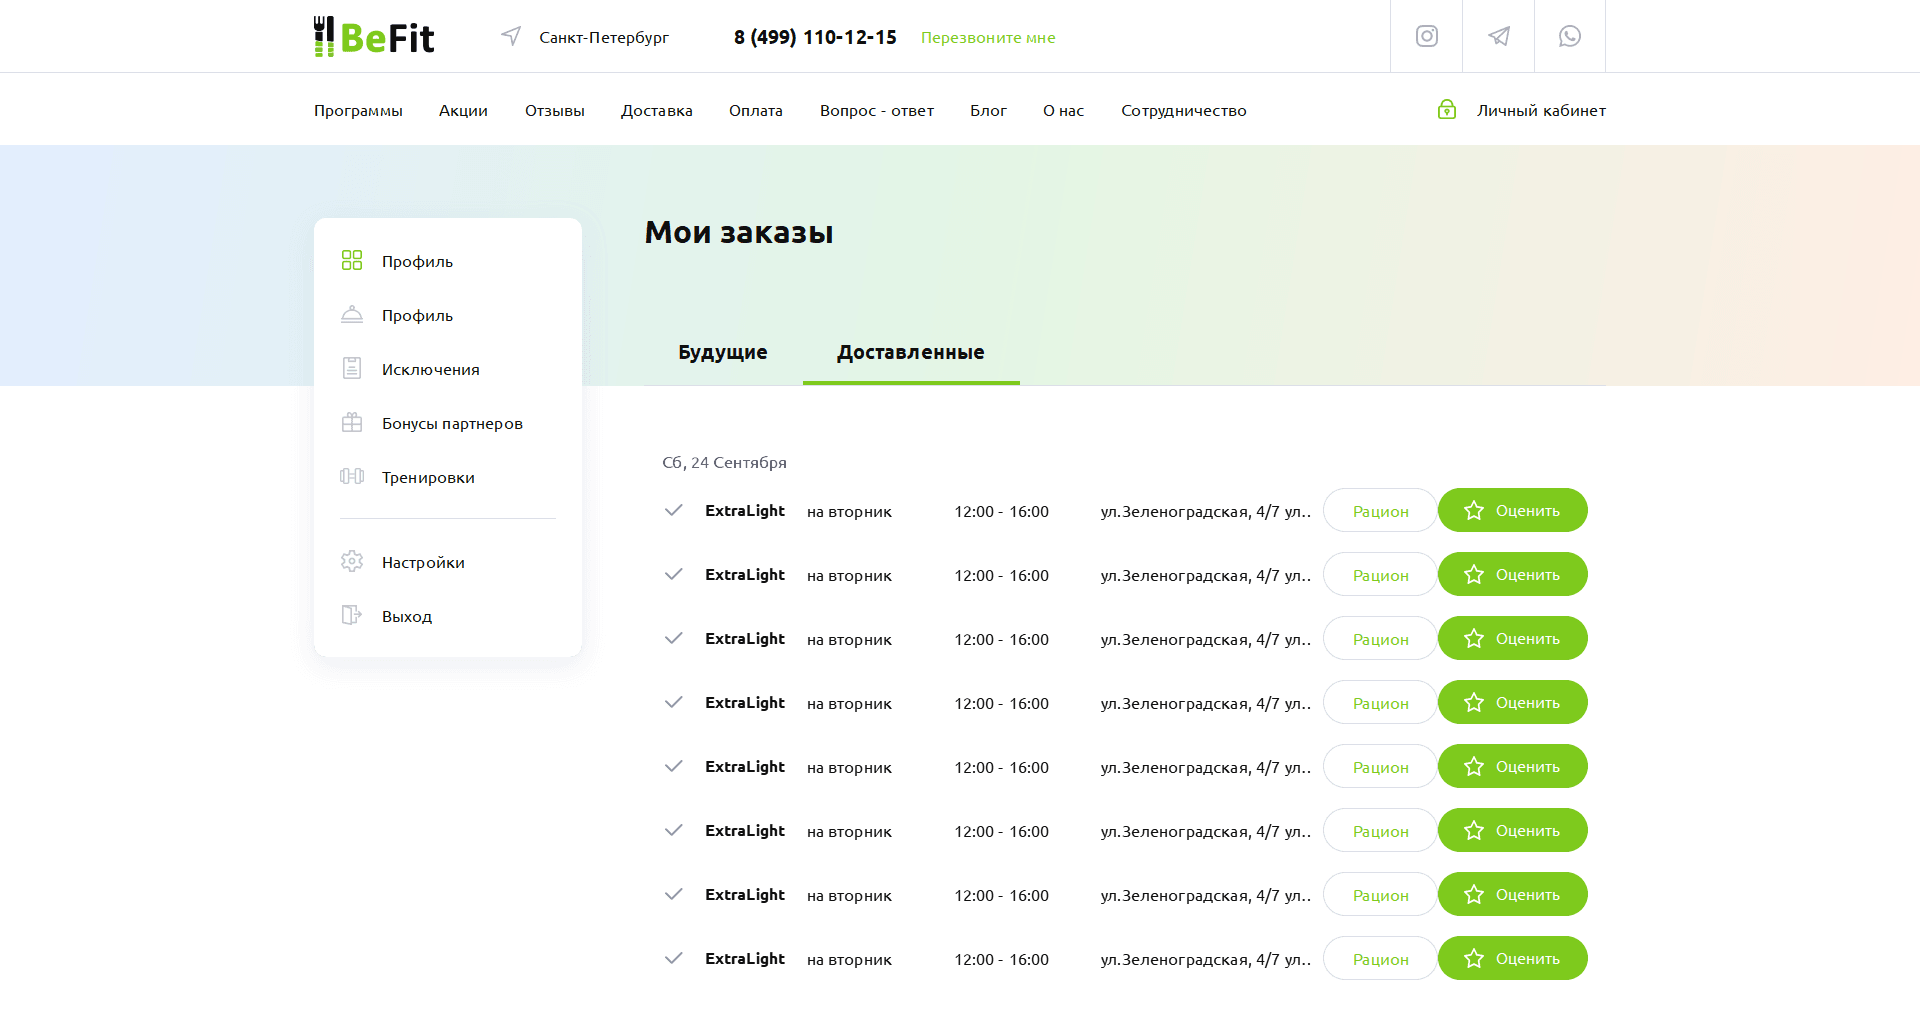 BeFit
Санкт-Петербург
8 (499) 110-12-15
Перезвоните мне
Программы
Акции
Отзывы
Доставка
Оплата
Вопрос - ответ
Блог
О нас
Сотрудничество
Личный кабинет
Профиль
Профиль
Исключения
Бонусы партнеров
Тренировки
Настройки
Выход
Мои заказы
Будущие
Доставленные
Сб, 24 Сентября
ExtraLight на вторник 12:00 - 16:00 ул.Зеленоградская, 4/7 ул.. Рацион Оценить
ExtraLight на вторник 12:00 - 16:00 ул.Зеленоградская, 4/7 ул.. Рацион Оценить
ExtraLight на вторник 12:00 - 16:00 ул.Зеленоградская, 4/7 ул.. Рацион Оценить
ExtraLight на вторник 12:00 - 16:00 ул.Зеленоградская, 4/7 ул.. Рацион Оценить
ExtraLight на вторник 12:00 - 16:00 ул.Зеленоградская, 4/7 ул.. Рацион Оценить
ExtraLight на вторник 12:00 - 16:00 ул.Зеленоградская, 4/7 ул.. Рацион Оценить
ExtraLight на вторник 12:00 - 16:00 ул.Зеленоградская, 4/7 ул.. Рацион Оценить
ExtraLight на вторник 12:00 - 16:00 ул.Зеленоградская, 4/7 ул.. Рацион Оценить